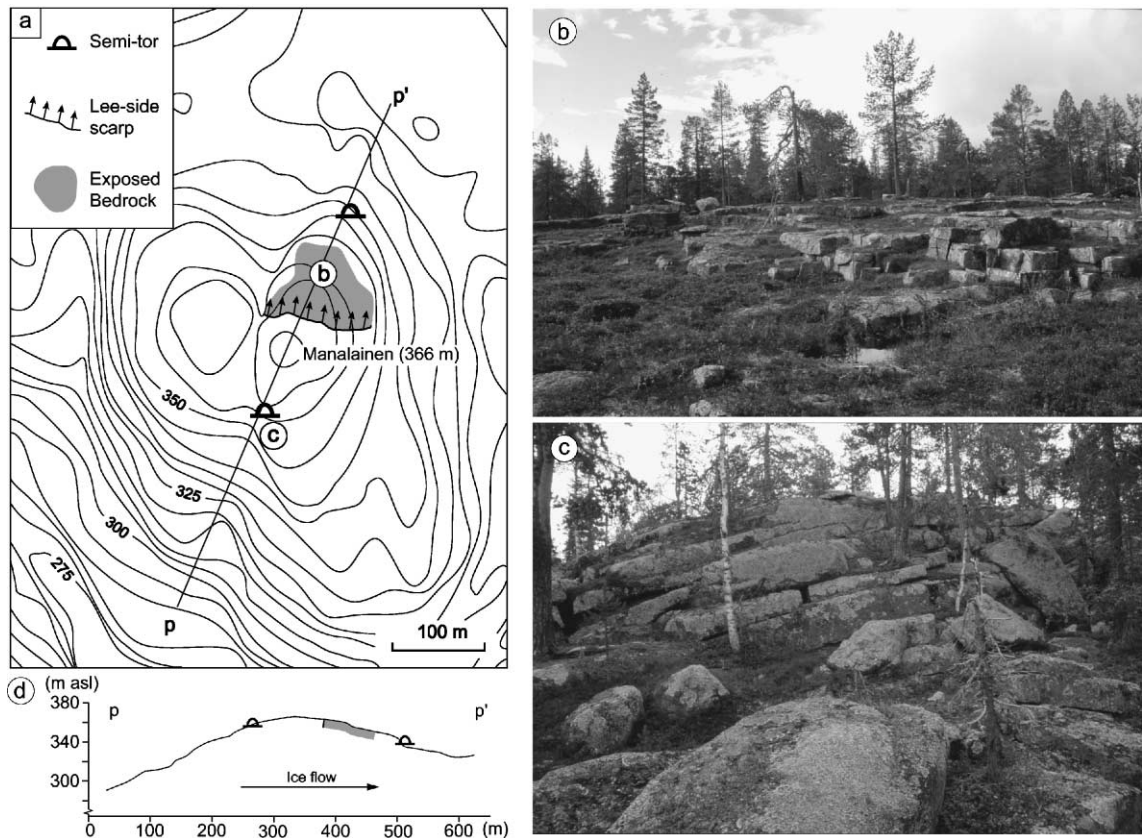 a
Semi-tor
Lee-side
scarp
Exposed
Bedrock
p'
b
Manalainen (366 m)
350
c
325
300
275
p
100 m
b
c
d
(m asl)
p
p'
380
340
300
Ice flow
0
100
200
300
400
500
600
(m)